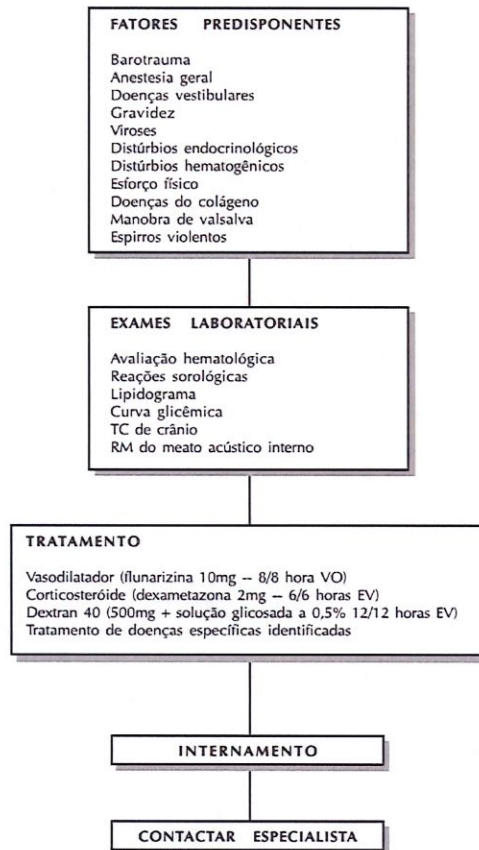 FATORES PREDISPONENTES
Barotrauma
Anestesia geral
Doenças vestibulares
Gravidez
Viroses
Distúrbios endocrinológicos
Distúrbios hematogênicos
Esforço físico
Doenças do colágeno
Manobra de valsalva
Espirros violentos
EXAMES LABORATORIAIS
Avaliação hematológica
Reações sorológicas
Lipidograma
Curva glicêmica
TC de crânio
RM do meato acústico interno
TRATAMENTO
Vasodilatador (flunarizina 10mg – 8/8 hora VO)
Corticosteróide (dexametazona 2mg – 6/6 horas EV)
Dextran 40 (500mg + solução glicosada a 0,5% 12/12 horas EV)
Tratamento de doenças específicas identificadas
INTERNAMENTO
CONTACTAR ESPECIALISTA